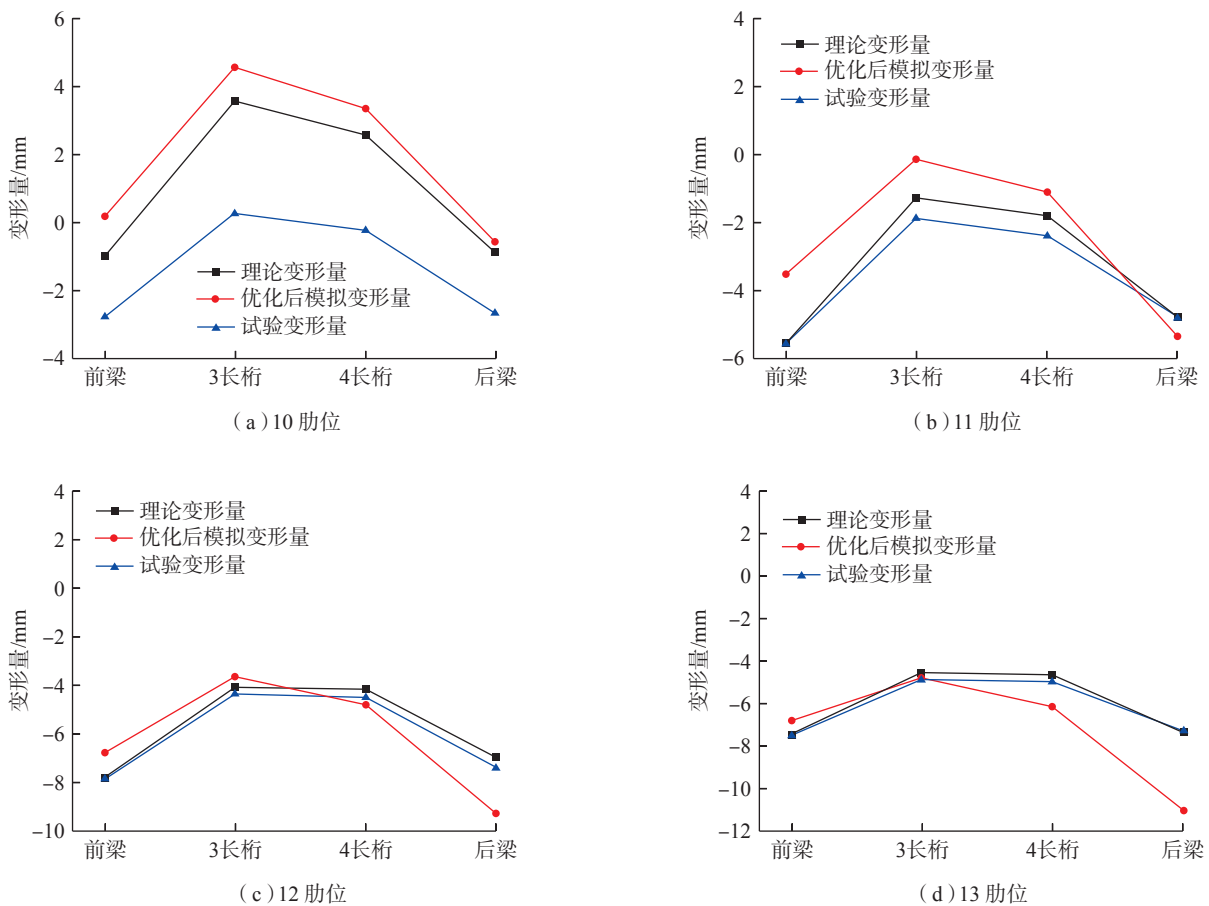 6
4
2
0
−2
−4
变形量/mm
理论变形量
优化后模拟变形量
试验变形量
前梁 3长桁 4长桁 后梁
(a)10 肋位
4
2
0
−2
−4
−6
变形量/mm
理论变形量
优化后模拟变形量
试验变形量
前梁 3长桁 4长桁 后梁
(b)11 肋位
4
2
0
−2
−4
−6
−8
−10
变形量/mm
理论变形量
优化后模拟变形量
试验变形量
前梁 3长桁 4长桁 后梁
(c)12 肋位
4
2
0
−2
−4
−6
−8
−10
−12
变形量/mm
理论变形量
优化后模拟变形量
试验变形量
前梁 3长桁 4长桁 后梁
(d)13 肋位